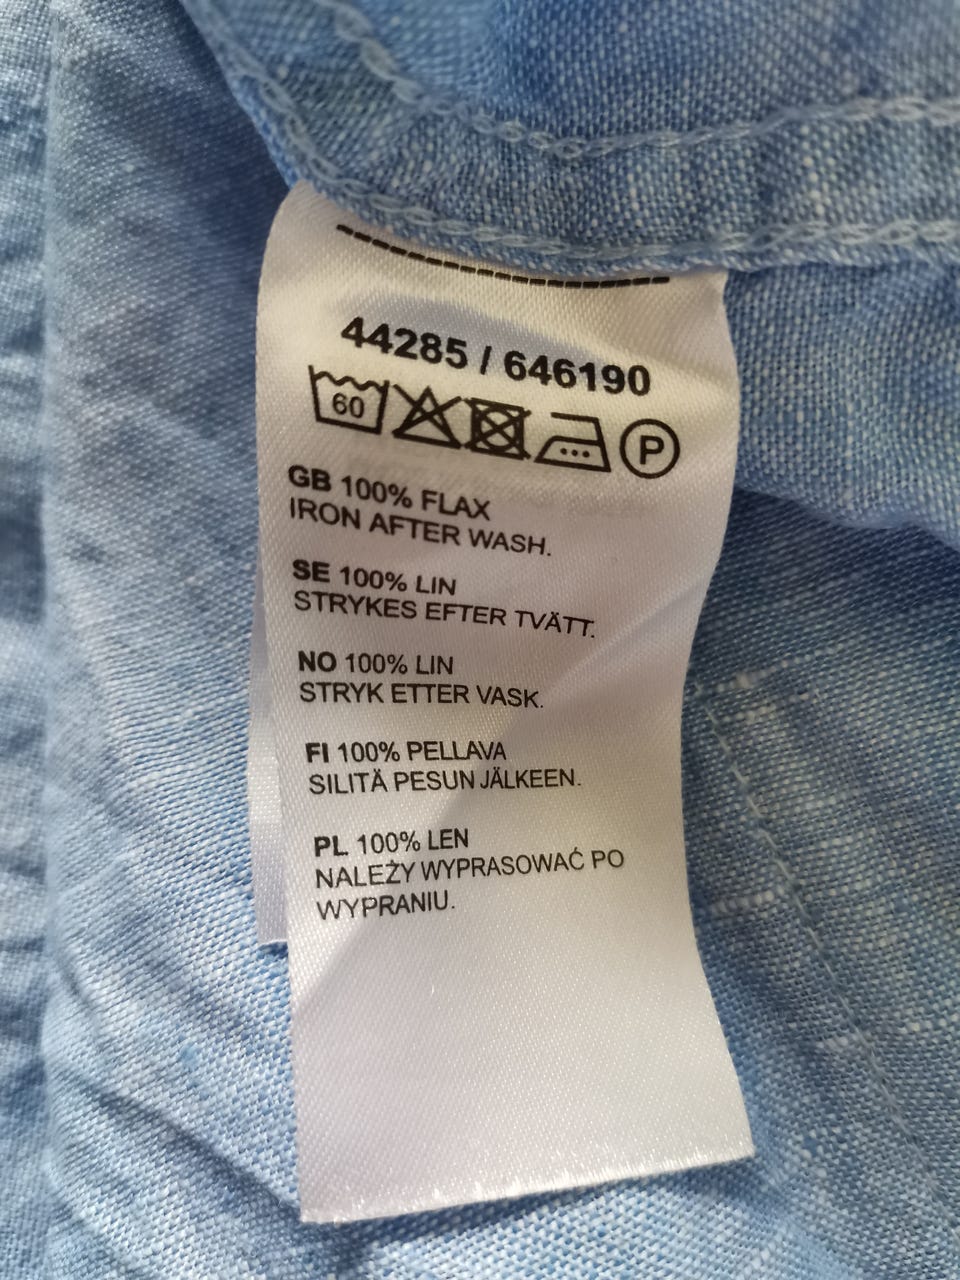 44285 / 646190
60 P
GB 100% FLAX
IRON AFTER WASH.
SE 100% LIN
STRYKES EFTER TVÄTT.
NO 100% LIN
STRYK ETTER VASK.
FI 100% PELLAVA
SILITÄ PESUN JÄLKEEN.
PL 100% LEN
NALEŻY WYPRASOWAĆ PO
WYPRANIU.